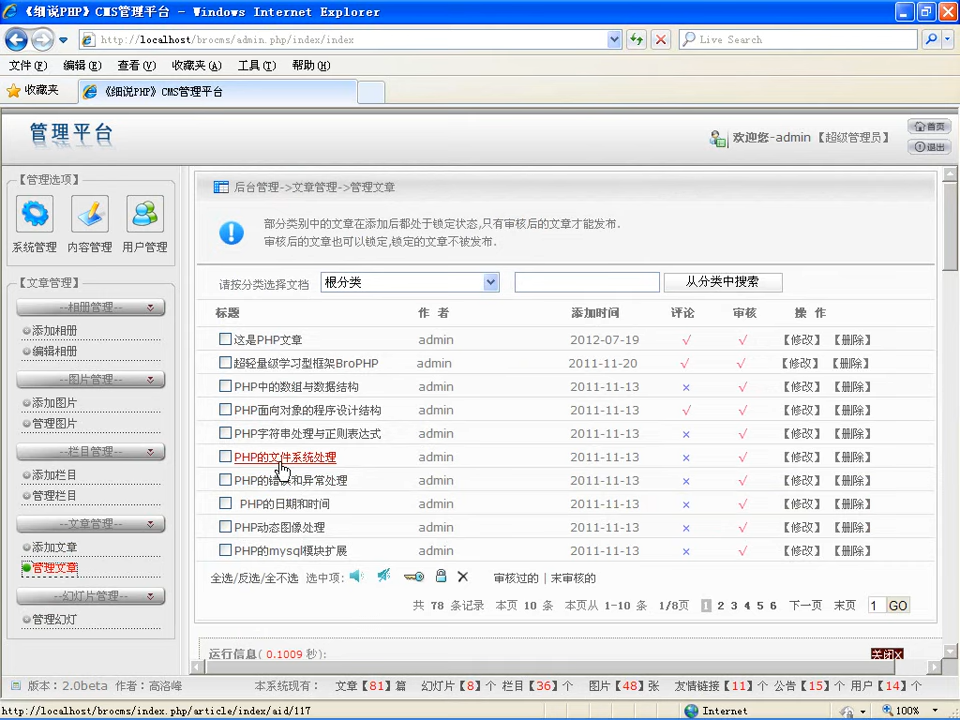 《细说PHP》CMS管理平台 - Windows Internet Explorer
http://localhost/brocms/admin.php/index/index
Live Search
文件(F) 编辑(E) 查看(V) 收藏夹(A) 工具(T) 帮助(H)
收藏夹 《细说PHP》CMS管理平台
管理平台
欢迎您-admin 【超级管理员】
首页
退出
【管理选项】
系统管理 内容管理 用户管理
【文章管理】
--相册管理--
添加相册
编辑相册
--图片管理--
添加图片
管理图片
--栏目管理--
添加栏目
管理栏目
--文章管理--
添加文章
管理文章
--幻灯片管理--
管理幻灯
后台管理->文章管理->管理文章
部分类别中的文章在添加后都处于锁定状态,只有审核后的文章才能发布.
审核后的文章也可以锁定,锁定的文章不被发布.
请按分类选择文档 根分类 从分类中搜索
标题 作 者 添加时间 评论 审核 操 作
这是PHP文章 admin 2012-07-19 √ √ 【修改】 【删除】
超轻量级学习型框架BroPHP admin 2011-11-20 √ √ 【修改】 【删除】
PHP中的数组与数据结构 admin 2011-11-13 × √ 【修改】 【删除】
PHP面向对象的程序设计结构 admin 2011-11-13 √ √ 【修改】 【删除】
PHP字符串处理与正则表达式 admin 2011-11-13 × √ 【修改】 【删除】
PHP的文件系统处理 admin 2011-11-13 × √ 【修改】 【删除】
PHP的错误和异常处理 admin 2011-11-13 × √ 【修改】 【删除】
PHP的日期和时间 admin 2011-11-13 × √ 【修改】 【删除】
PHP动态图像处理 admin 2011-11-13 × √ 【修改】 【删除】
PHP的mysql模块扩展 admin 2011-11-13 × √ 【修改】 【删除】
全选/反选/全不选 选中项: 审核过的 | 末审核的
共 78 条记录 本页 10 条 本页从 1-10 条 1/8页 1 2 3 4 5 6 下一页 末页 1 GO
运行信息( 0.1009 秒): 关闭X
版本：2.0beta 作者：高洛峰 本系统现有： 文章【81】篇 幻灯片【8】个 栏目【36】个 图片【48】张 友情链接【11】个 公告【15】个 用户【14】个
http://localhost/brocms/index.php/article/index/aid/117 Internet 100%